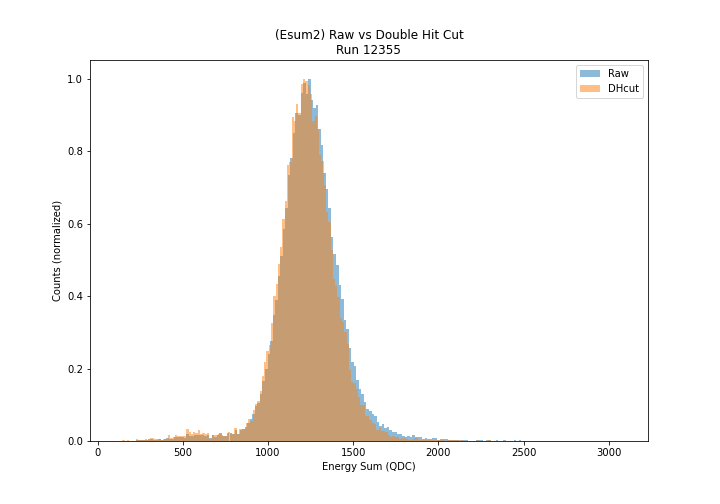 (Esum2) Raw vs Double Hit Cut
Run 12355
Raw
DHcut
1.0
0.8
0.6
0.4
0.2
0.0
Counts (normalized)
0
500
1000
1500
2000
2500
3000
Energy Sum (QDC)